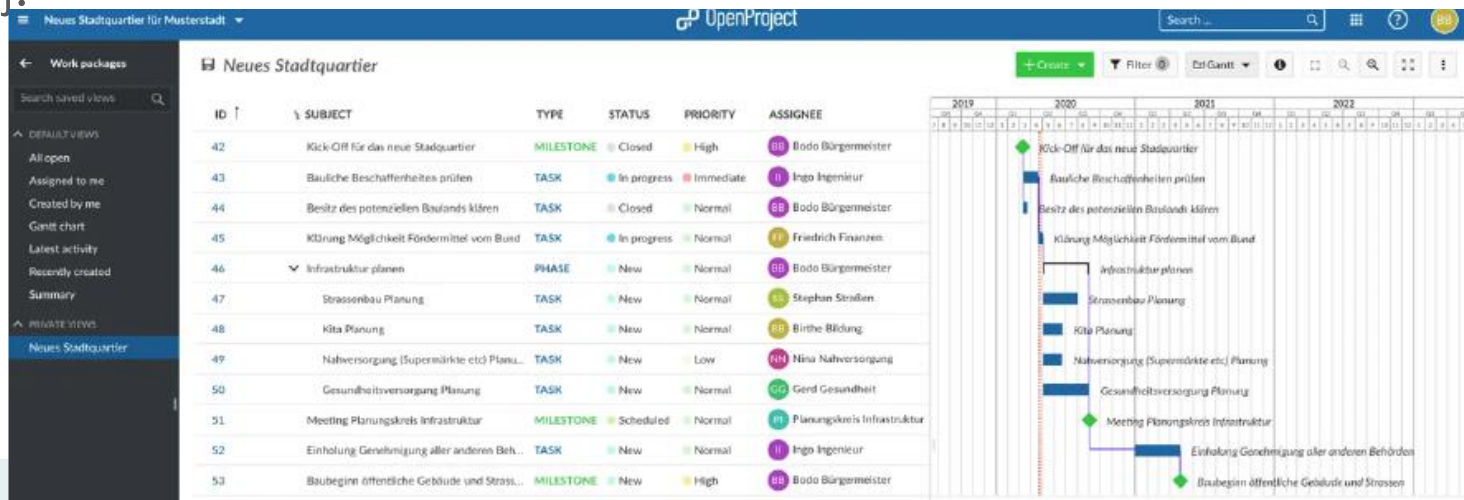 j.
Neues Stadtquartier für Musterstadt
OpenProject
Search ...
?
BB
Work packages
Search saved views
DEFAULT VIEWS
All open
Assigned to me
Created by me
Gantt chart
Latest activity
Recently created
Summary
PRIVATE VIEWS
Neues Stadtquartier
Neues Stadtquartier
+ Create
Filter 0
Gantt
ID SUBJECT TYPE STATUS PRIORITY ASSIGNEE
2019 2020 2021 2022
42 Kick-Off für das neue Stadquartier MILESTONE Closed High BB Bodo Bürgermeister Kick-Off für das neue Stadquartier
43 Bauliche Beschaffenheiten prüfen TASK In progress Immediate II Ingo Ingenieur Bauliche Beschaffenheiten prüfen
44 Besitz des potenziellen Baulands klären TASK Closed Normal BB Bodo Bürgermeister Besitz des potenziellen Baulands klären
45 Klärung Möglichkeit Fördermittel vom Bund TASK In progress Normal FF Friedrich Finanzen Klärung Möglichkeit Fördermittel vom Bund
46 Infrastruktur planen PHASE New Normal BB Bodo Bürgermeister Infrastruktur planen
47 Strassenbau Planung TASK New Normal SS Stephan Straßen Strassenbau Planung
48 Kita Planung TASK New Normal BB Birthe Bildung Kita Planung
49 Nahversorgung (Supermärkte etc) Planu... TASK New Low NN Nina Nahversorgung Nahversorgung (Supermärkte etc) Planung
50 Gesundheitsversorgung Planung TASK New Normal GG Gerd Gesundheit Gesundheitsversorgung Planung
51 Meeting Planungskreis Infrastruktur MILESTONE Scheduled Normal PI Planungskreis Infrastruktur Meeting Planungskreis Infrastruktur
52 Einholung Genehmigung aller anderen Beh... TASK New Normal II Ingo Ingenieur Einholung Genehmigung aller anderen Behörden
53 Baubeginn öffentliche Gebäude und Strass... MILESTONE New High BB Bodo Bürgermeister Baubeginn öffentliche Gebäude und Strassen